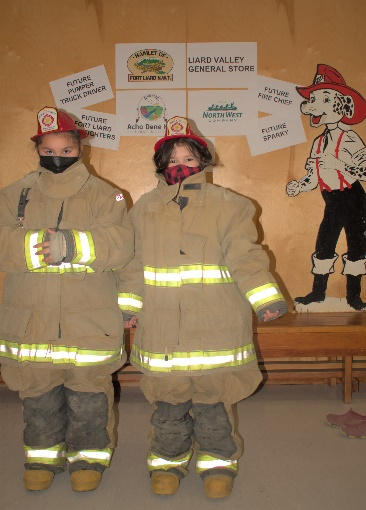 HAMLET OF
FORT LIARD N.W.T.
LIARD VALLEY
GENERAL STORE
FUTURE
PUMPER
TRUCK DRIVER
FUTURE
FIRE CHIEF
FUTURE
FORT LIARD
Acho Dene
NORTH WEST
COMPANY
FUTURE
SPARKY